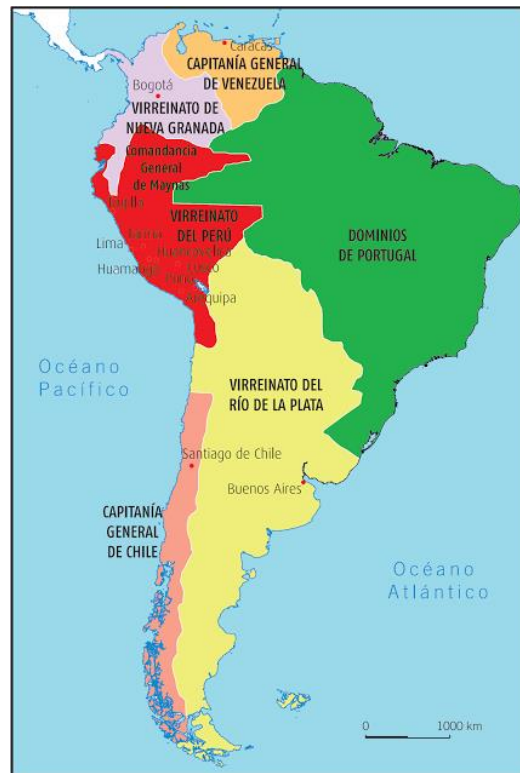 Caracas
CAPITANÍA GENERAL
DE VENEZUELA
Bogotá
VIRREINATO DE
NUEVA GRANADA
Comandancia
General
de Maynas
VIRREINATO
DEL PERÚ
Lima
Huancavelica
Huamanga
Cusco
Arequipa
DOMINIOS
DE PORTUGAL
Océano
Pacífico
VIRREINATO DEL
RÍO DE LA PLATA
Santiago de Chile
Buenos Aires
CAPITANÍA
GENERAL
DE CHILE
Océano
Atlántico
0 1000 km